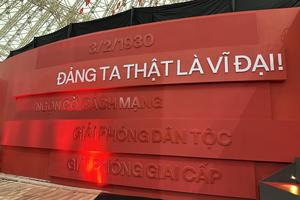 3/2/1930
ĐẢNG TA THẬT LÀ VĨ ĐẠI!
NGỌN CỜ CÁCH MẠNG
GIẢI PHÓNG DÂN TỘC
GIẢI PHÓNG GIAI CẤP